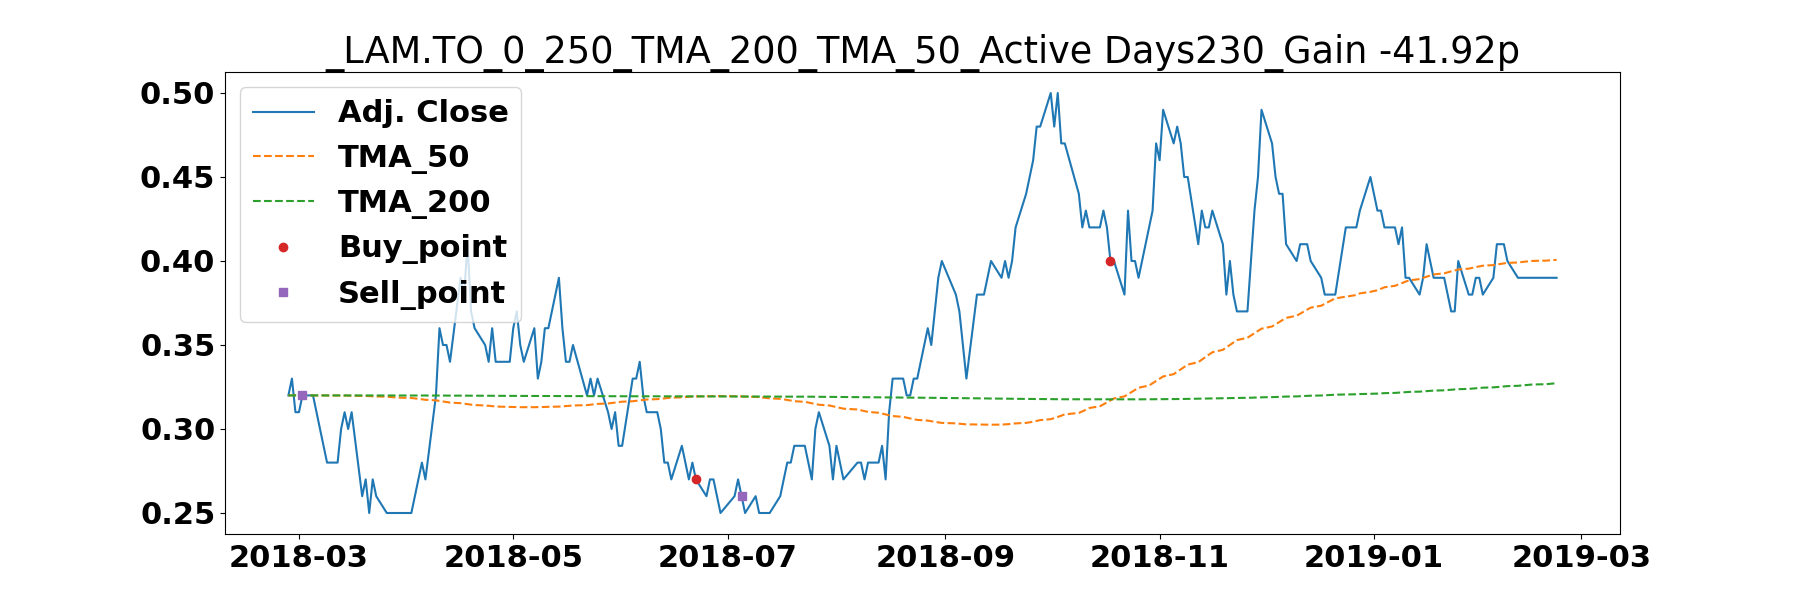 _LAM.TO_0_250_TMA_200_TMA_50_Active Days230_Gain -41.92p
0.50
0.45
0.40
0.35
0.30
0.25
Adj. Close
TMA_50
TMA_200
Buy_point
Sell_point
2018-03 2018-05 2018-07 2018-09 2018-11 2019-01 2019-03